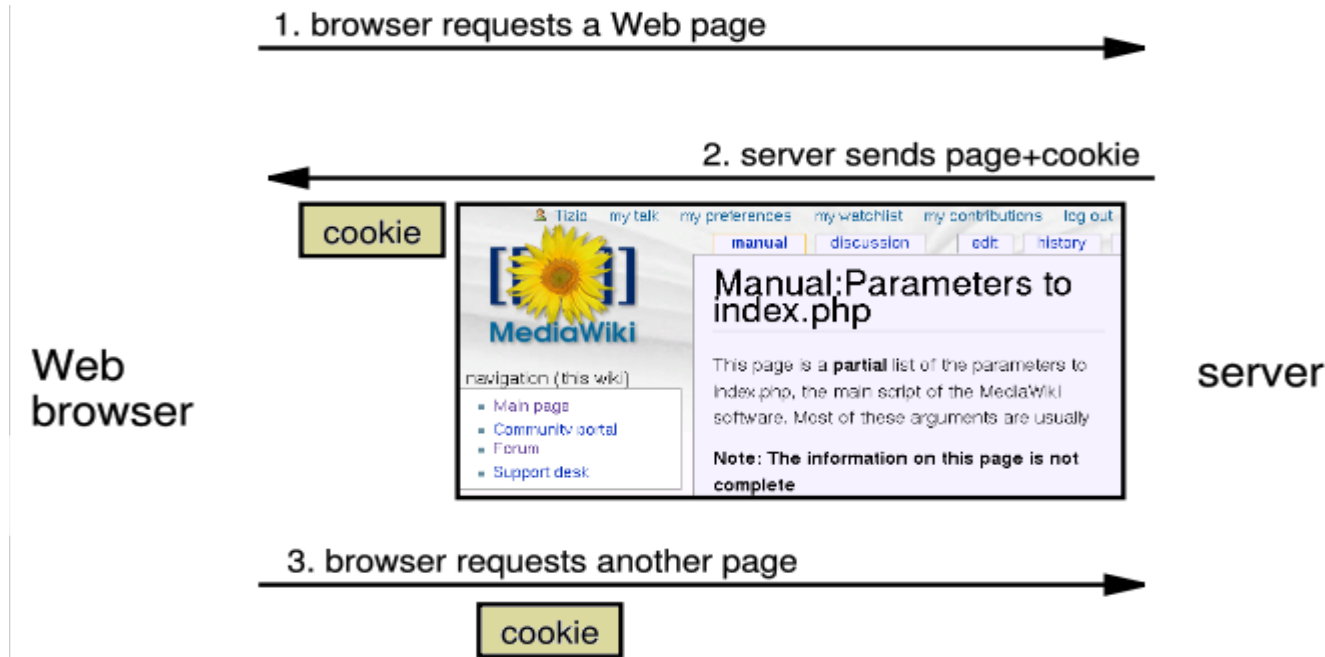 1. browser requests a Web page
2. server sends page+cookie
cookie
Tizio my talk my preferences my watchlist my contributions log out
manual discussion edit history
MediaWiki
Manual:Parameters to
index.php
This page is a partial list of the parameters to
index.php, the main script of the MediaWiki
software. Most of these arguments are usually
Note: The information on this page is not
complete
navigation (this wiki)
Main page
Community portal
Forum
Support desk
Web
browser
server
3. browser requests another page
cookie